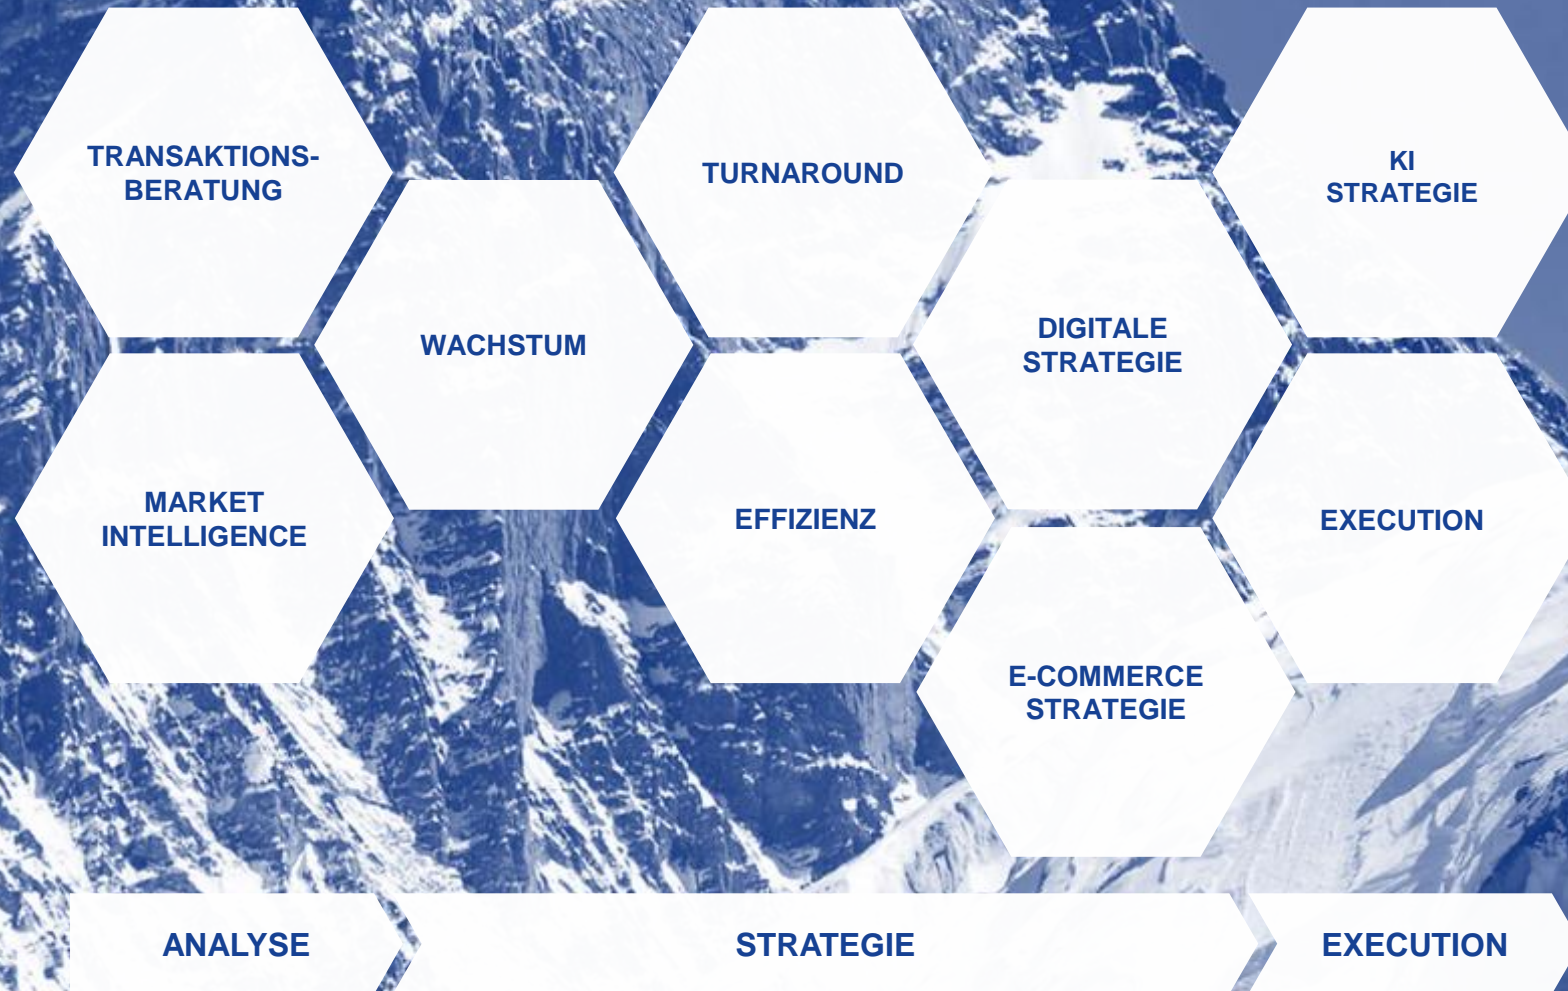 TRANSAKTIONS-
BERATUNG
TURNAROUND
KI
STRATEGIE
WACHSTUM
DIGITALE
STRATEGIE
MARKET
INTELLIGENCE
EFFIZIENZ
EXECUTION
E-COMMERCE
STRATEGIE
ANALYSE
STRATEGIE
EXECUTION